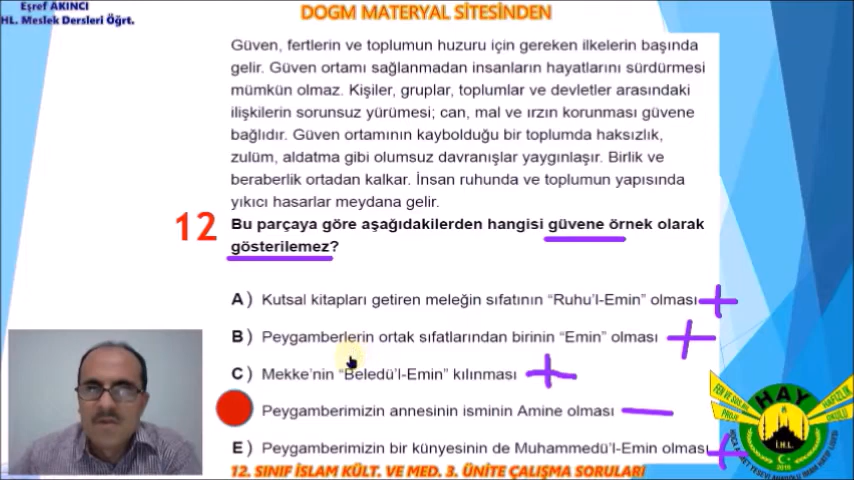 Eşref AKINCI
HL. Meslek Dersleri Öğrt.
DOGM MATERYAL SİTESİNDEN
Güven, fertlerin ve toplumun huzuru için gereken ilkelerin başında
gelir. Güven ortamı sağlanmadan insanların hayatlarını sürdürmesi
mümkün olmaz. Kişiler, gruplar, toplumlar ve devletler arasındaki
ilişkilerin sorunsuz yürümesi; can, mal ve ırzın korunması güvene
bağlıdır. Güven ortamının kaybolduğu bir toplumda haksızlık,
zulüm, aldatma gibi olumsuz davranışlar yaygınlaşır. Birlik ve
beraberlik ortadan kalkar. İnsan ruhunda ve toplumun yapısında
yıkıcı hasarlar meydana gelir.
12 Bu parçaya göre aşağıdakilerden hangisi güvene örnek olarak
gösterilemez?
A) Kutsal kitapları getiren meleğin sıfatının “Ruhu’l-Emin” olması
B) Peygamberlerin ortak sıfatlarından birinin “Emin” olması
C) Mekke’nin “Beledü’l-Emin” kılınması
Peygamberimizin annesinin isminin Amine olması
E) Peygamberimizin bir künyesinin de Muhammedü’l-Emin olması
12. SINIF İSLAM KÜLT. VE MED. 3. ÜNİTE ÇALIŞMA SORULARI
HAY
İ.H.L.